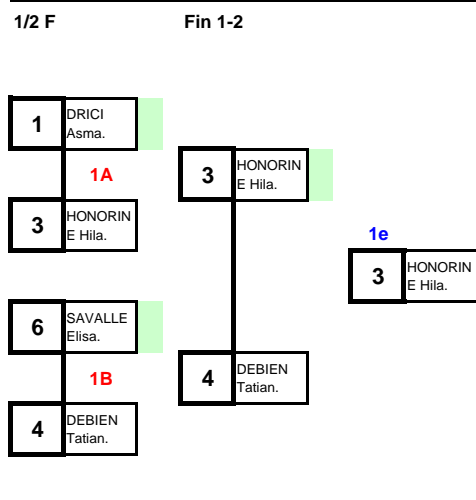 1/2 F
Fin 1-2
1
DRICI
Asma.
1A
3
HONORIN
E Hila.
6
SAVALLE
Elisa.
1B
4
DEBIEN
Tatian.
3
HONORIN
E Hila.
4
DEBIEN
Tatian.
1e
3
HONORIN
E Hila.